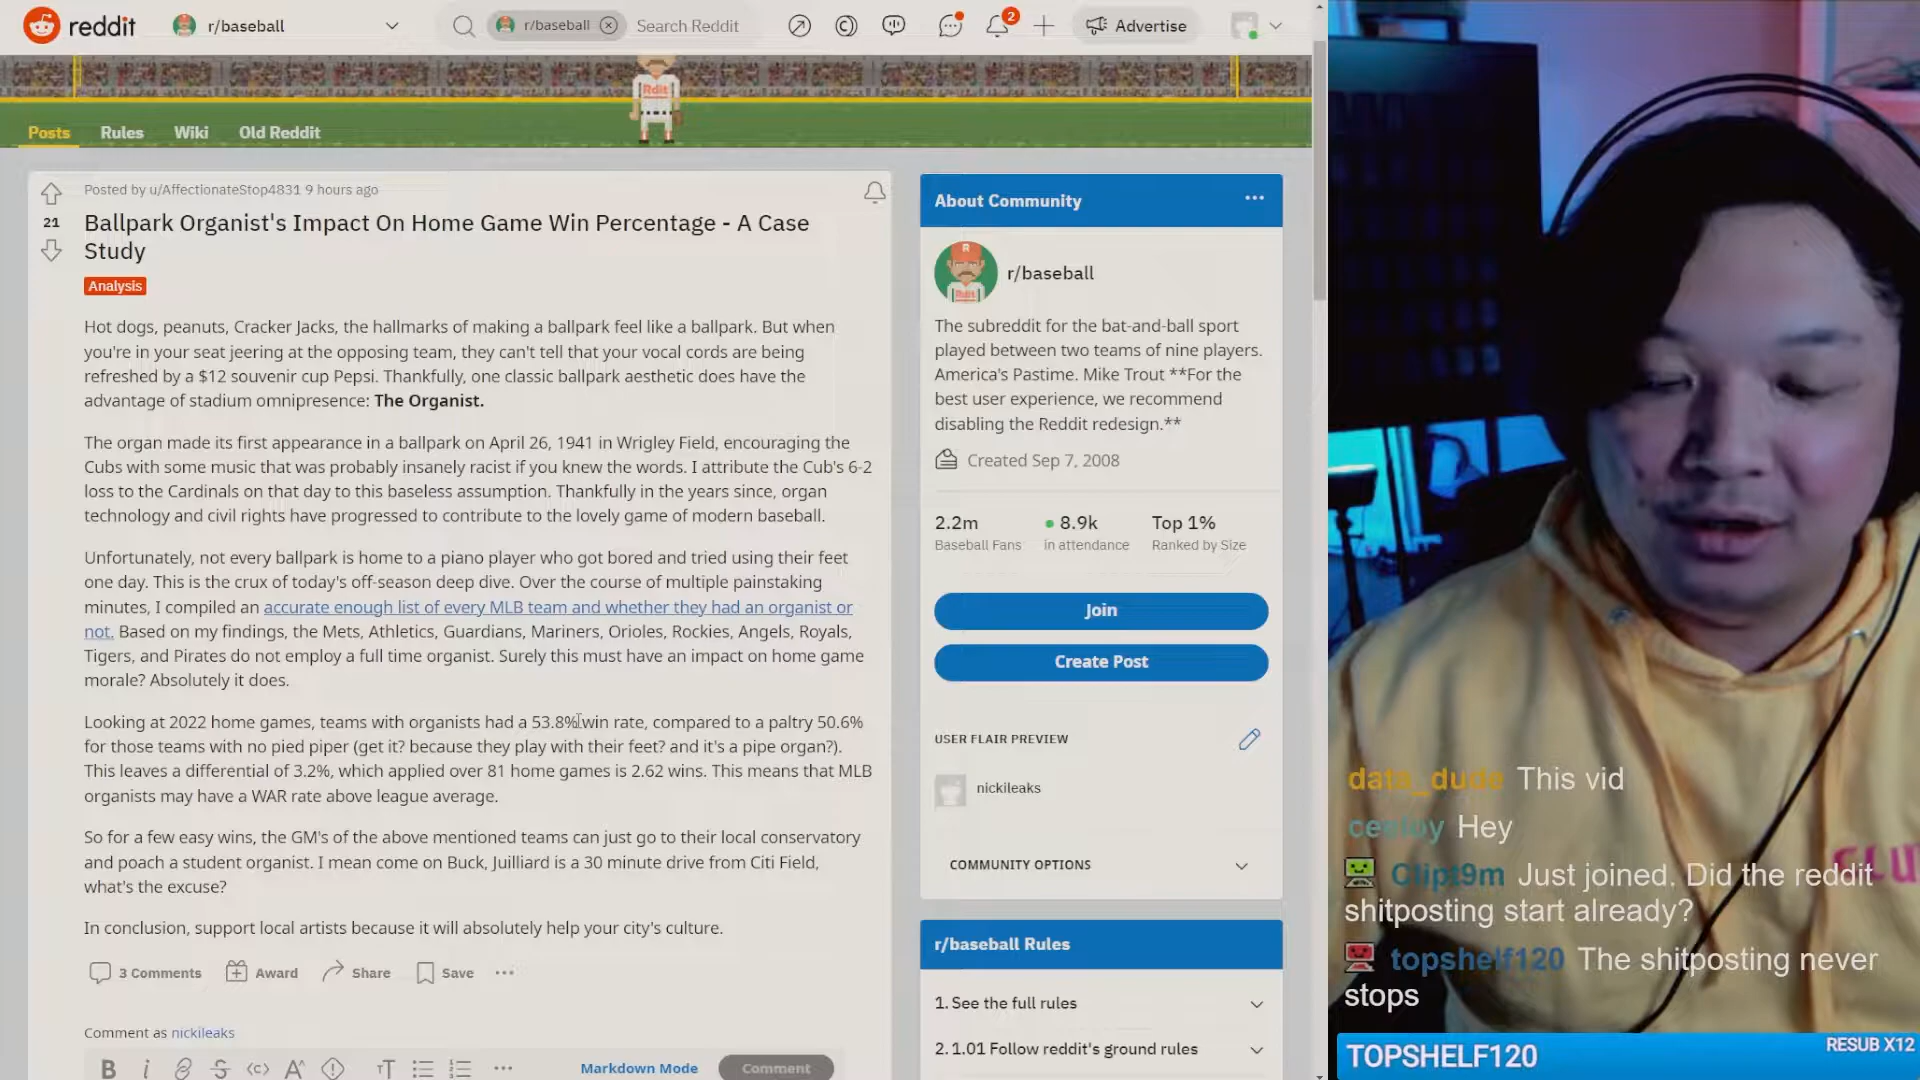 reddit
r/baseball
r/baseball
Search Reddit
2
Advertise
Rdit
Posts
Rules
Wiki
Old Reddit
Posted by u/AffectionateStop4831 9 hours ago
21
Ballpark Organist's Impact On Home Game Win Percentage - A Case
Study
Analysis
Hot dogs, peanuts, Cracker Jacks, the hallmarks of making a ballpark feel like a ballpark. But when
you're in your seat jeering at the opposing team, they can't tell that your vocal cords are being
refreshed by a $12 souvenir cup Pepsi. Thankfully, one classic ballpark aesthetic does have the
advantage of stadium omnipresence: The Organist.
The organ made its first appearance in a ballpark on April 26, 1941 in Wrigley Field, encouraging the
Cubs with some music that was probably insanely racist if you knew the words. I attribute the Cub's 6-2
loss to the Cardinals on that day to this baseless assumption. Thankfully in the years since, organ
technology and civil rights have progressed to contribute to the lovely game of modern baseball.
Unfortunately, not every ballpark is home to a piano player who got bored and tried using their feet
one day. This is the crux of today's off-season deep dive. Over the course of multiple painstaking
minutes, I compiled an accurate enough list of every MLB team and whether they had an organist or
not. Based on my findings, the Mets, Athletics, Guardians, Mariners, Orioles, Rockies, Angels, Royals,
Tigers, and Pirates do not employ a full time organist. Surely this must have an impact on home game
morale? Absolutely it does.
Looking at 2022 home games, teams with organists had a 53.8% win rate, compared to a paltry 50.6%
for those teams with no pied piper (get it? because they play with their feet? and it's a pipe organ?).
This leaves a differential of 3.2%, which applied over 81 home games is 2.62 wins. This means that MLB
organists may have a WAR rate above league average.
So for a few easy wins, the GM's of the above mentioned teams can just go to their local conservatory
and poach a student organist. I mean come on Buck, Juilliard is a 30 minute drive from Citi Field,
what's the excuse?
In conclusion, support local artists because it will absolutely help your city's culture.
3 Comments
Award
Share
Save
Comment as nickileaks
Markdown Mode
Comment
About Community
r/baseball
The subreddit for the bat-and-ball sport
played between two teams of nine players.
America's Pastime. Mike Trout **For the
best user experience, we recommend
disabling the Reddit redesign.**
Created Sep 7, 2008
2.2m
8.9k
Top 1%
Baseball Fans
in attendance
Ranked by Size
Join
Create Post
USER FLAIR PREVIEW
nickileaks
COMMUNITY OPTIONS
r/baseball Rules
1. See the full rules
2. 1.01 Follow reddit's ground rules
data_dude This vid
ceeloy Hey
Clipt9m Just joined. Did the reddit
shitposting start already?
topshelf120 The shitposting never
stops
TOPSHELF120
RESUB X12